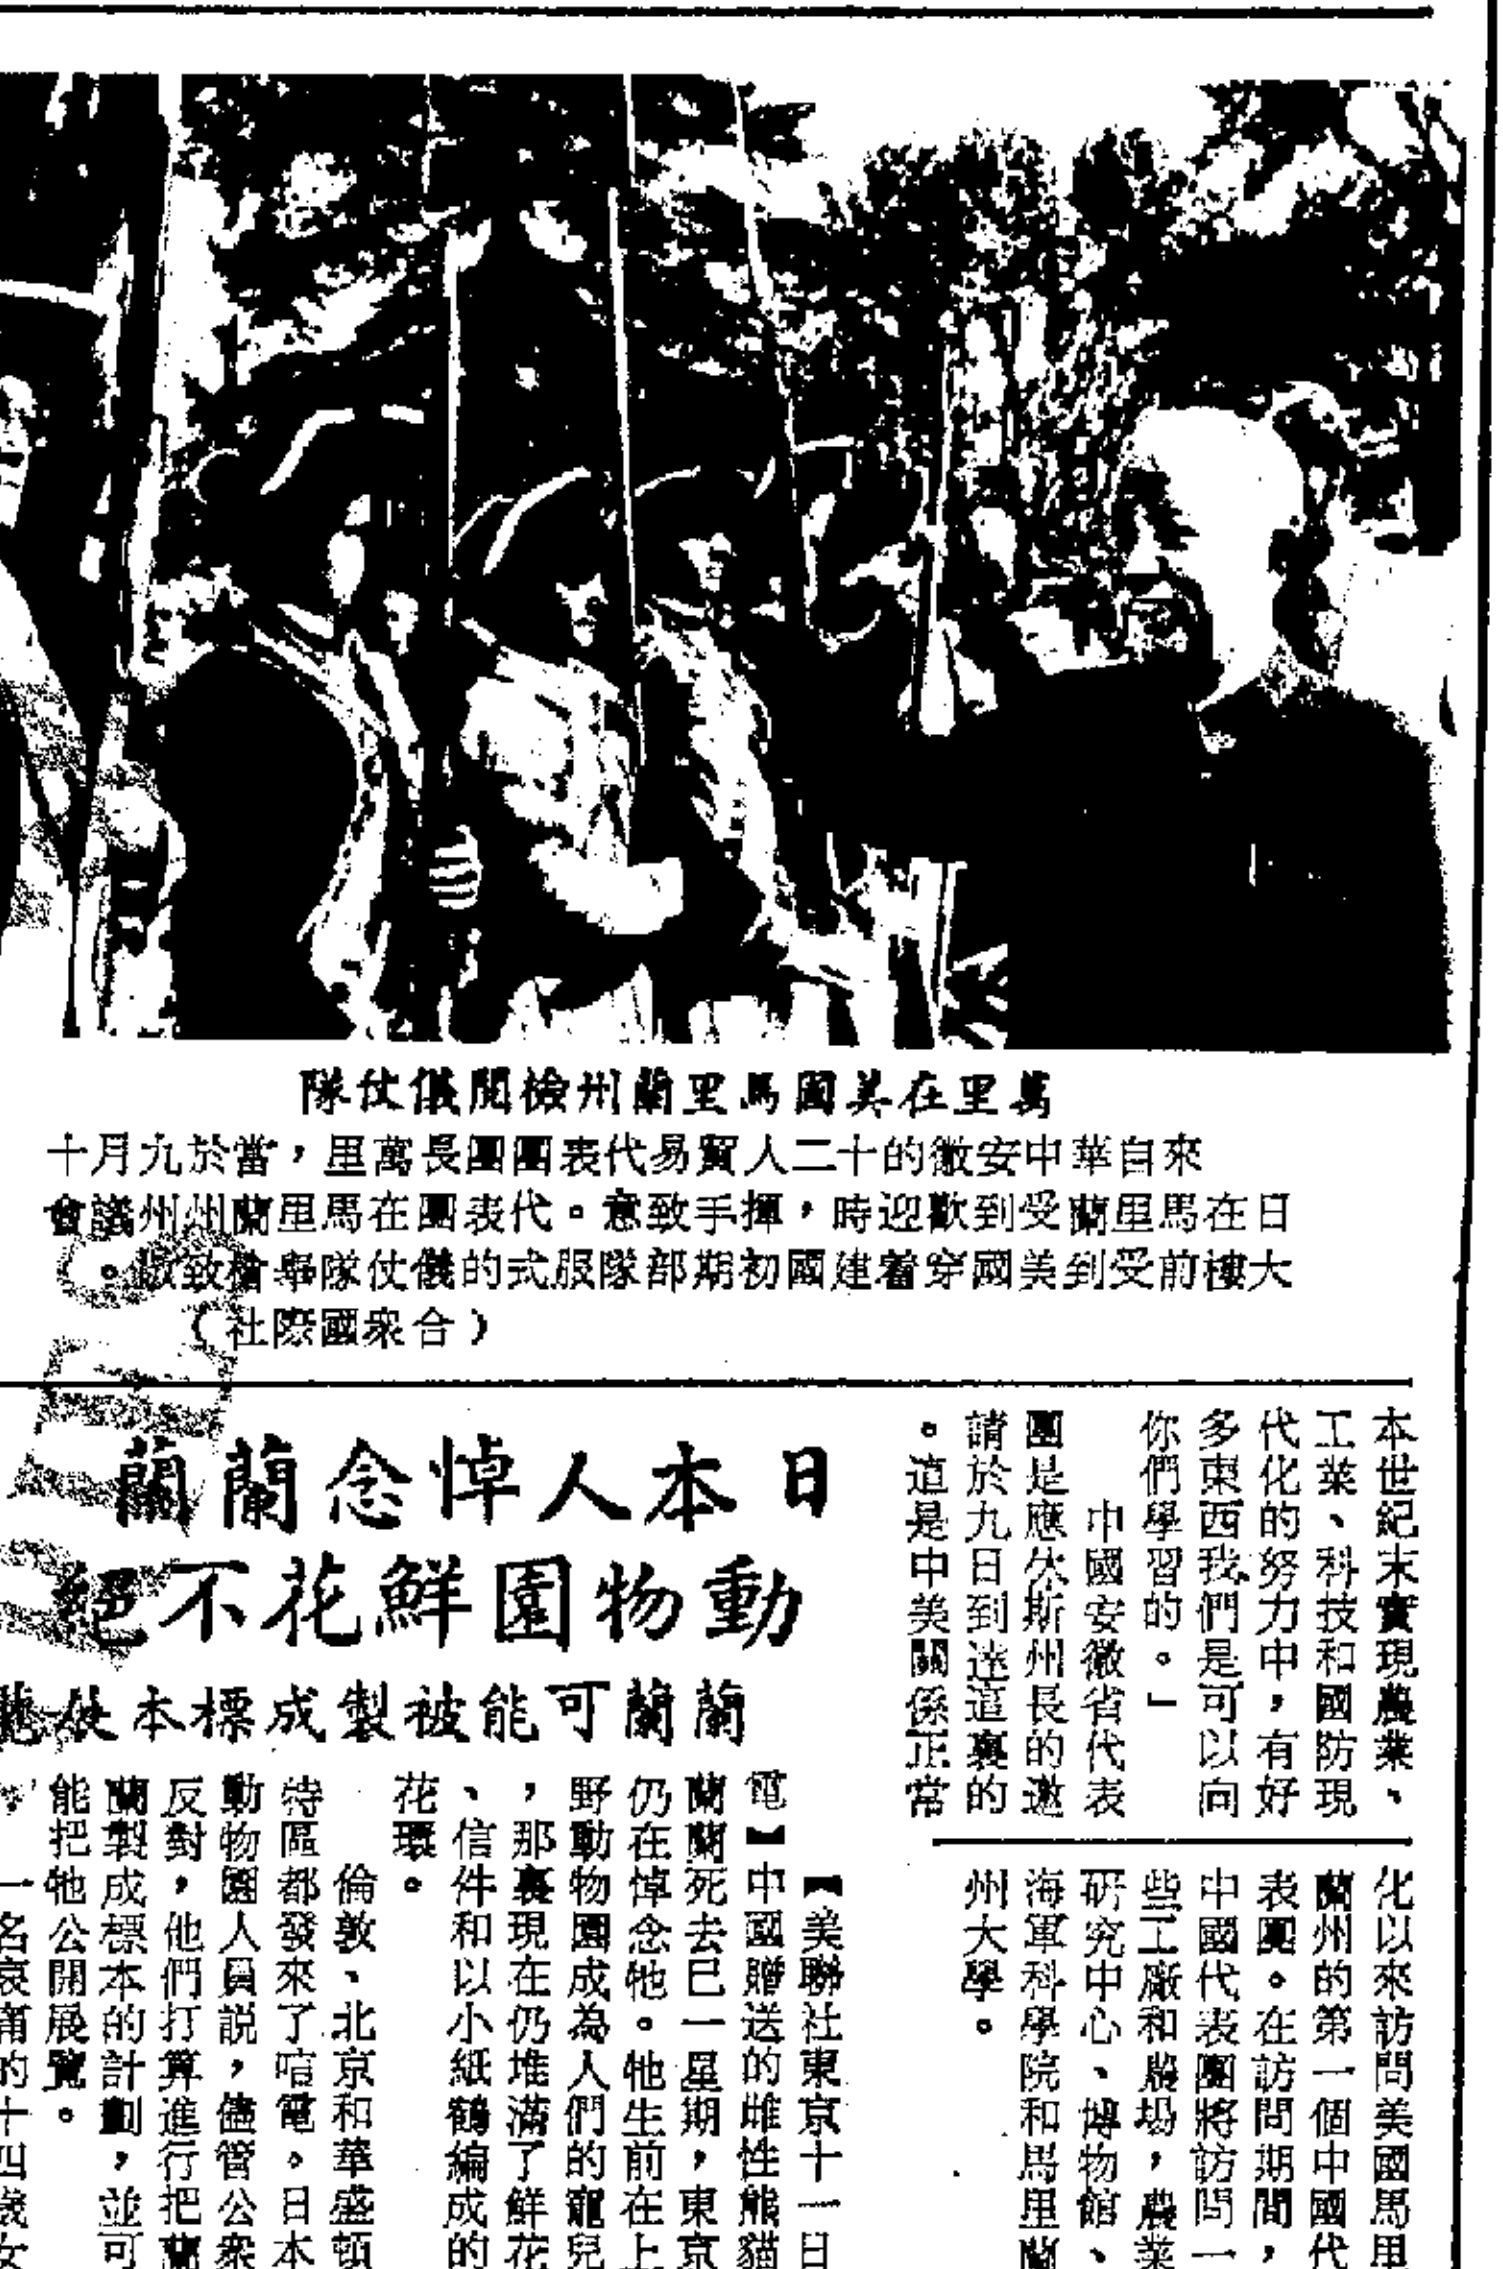 萬里在美國馬里蘭州檢閱儀仗隊
來自華中安徽的十二人貿易代表團團長萬里，當於九月十
日在馬里蘭受到歡迎時，揮手致意。代表團在馬里蘭州州議會
大樓前受到美國穿着建國初期部隊服式的儀仗隊舉槍致敬。
（合衆國際社）
本世紀末實現農業、
工業、科技和國防現
代化的努力中，有好
多東西我們是可以向
你們學習的。」
中國安徽省代表
團是應休斯州長的邀
請於九日到達這裏的
。這是中美關係正常
化以來訪問美國馬里
蘭州的第一個中國代
表團。在訪問期間，
中國代表團將訪問一
些工廠和農場，農業
研究中心、博物館、
海軍科學院和馬里蘭
州大學。
日本人悼念蘭蘭
動物園鮮花不絕
蘭蘭可能被製成標本供
【美聯社東京十一日
電】中國贈送的雌性熊貓
蘭蘭死去已一星期，東京
仍在悼念牠。牠生前在上
野動物園成為人們的寵兒
，那裏現在仍堆滿了鮮花
、信件和以小紙鶴編成的
花環。
倫敦、北京和華盛頓
特區都發來了唁電。日本
動物園人員説，儘管公衆
反對，他們打算進行把蘭
蘭製成標本的計劃，並可
能把牠公開展覽。
一名哀痛的十四歲女